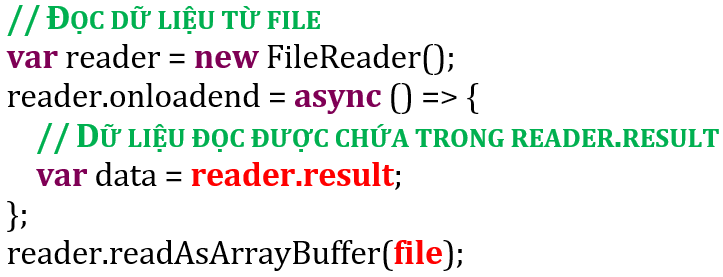 // ĐỌC DỮ LIỆU TỪ FILE
var reader = new FileReader();
reader.onloadend = async () => {
// DỮ LIỆU ĐỌC ĐƯỢC CHỨA TRONG READER.RESULT
var data = reader.result;
};
reader.readAsArrayBuffer(file);